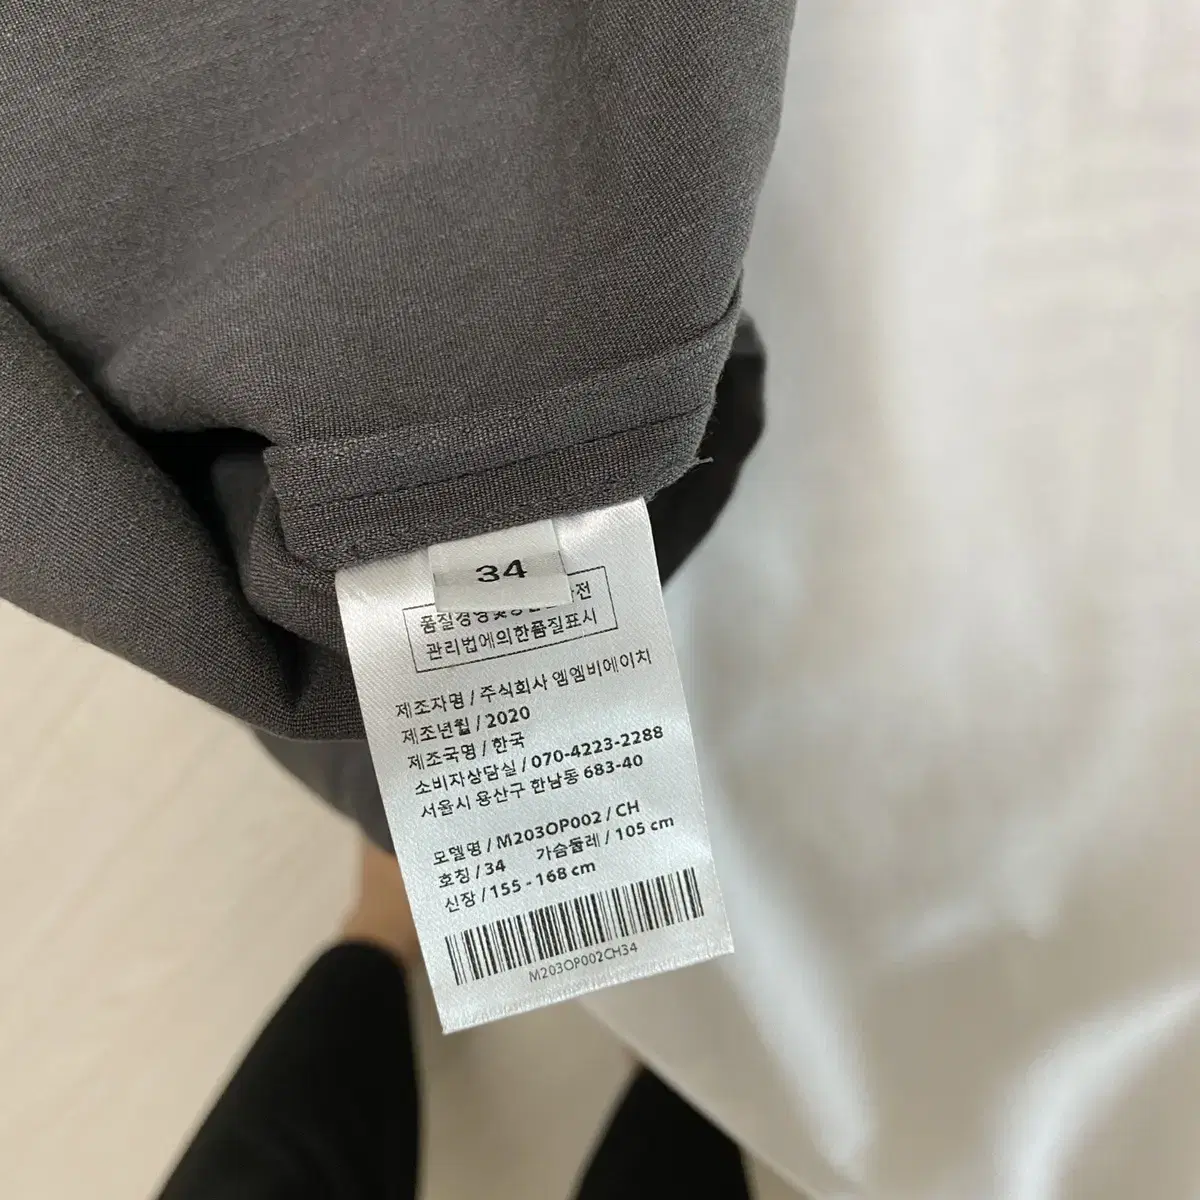 34
품질경영및
전
관리법에의한품질표시
제조자명 / 주식회사 엠엠비에이치
제조년월 / 2020
제조국명 / 한국
소비자상담실 / 070-4223-2288
서울시 용산구 한남동 683-40
모델명 / M203OP002 / CH
호칭 / 34 가슴둘레 / 105 cm
신장 / 155 - 168 cm
M203OP002CH34